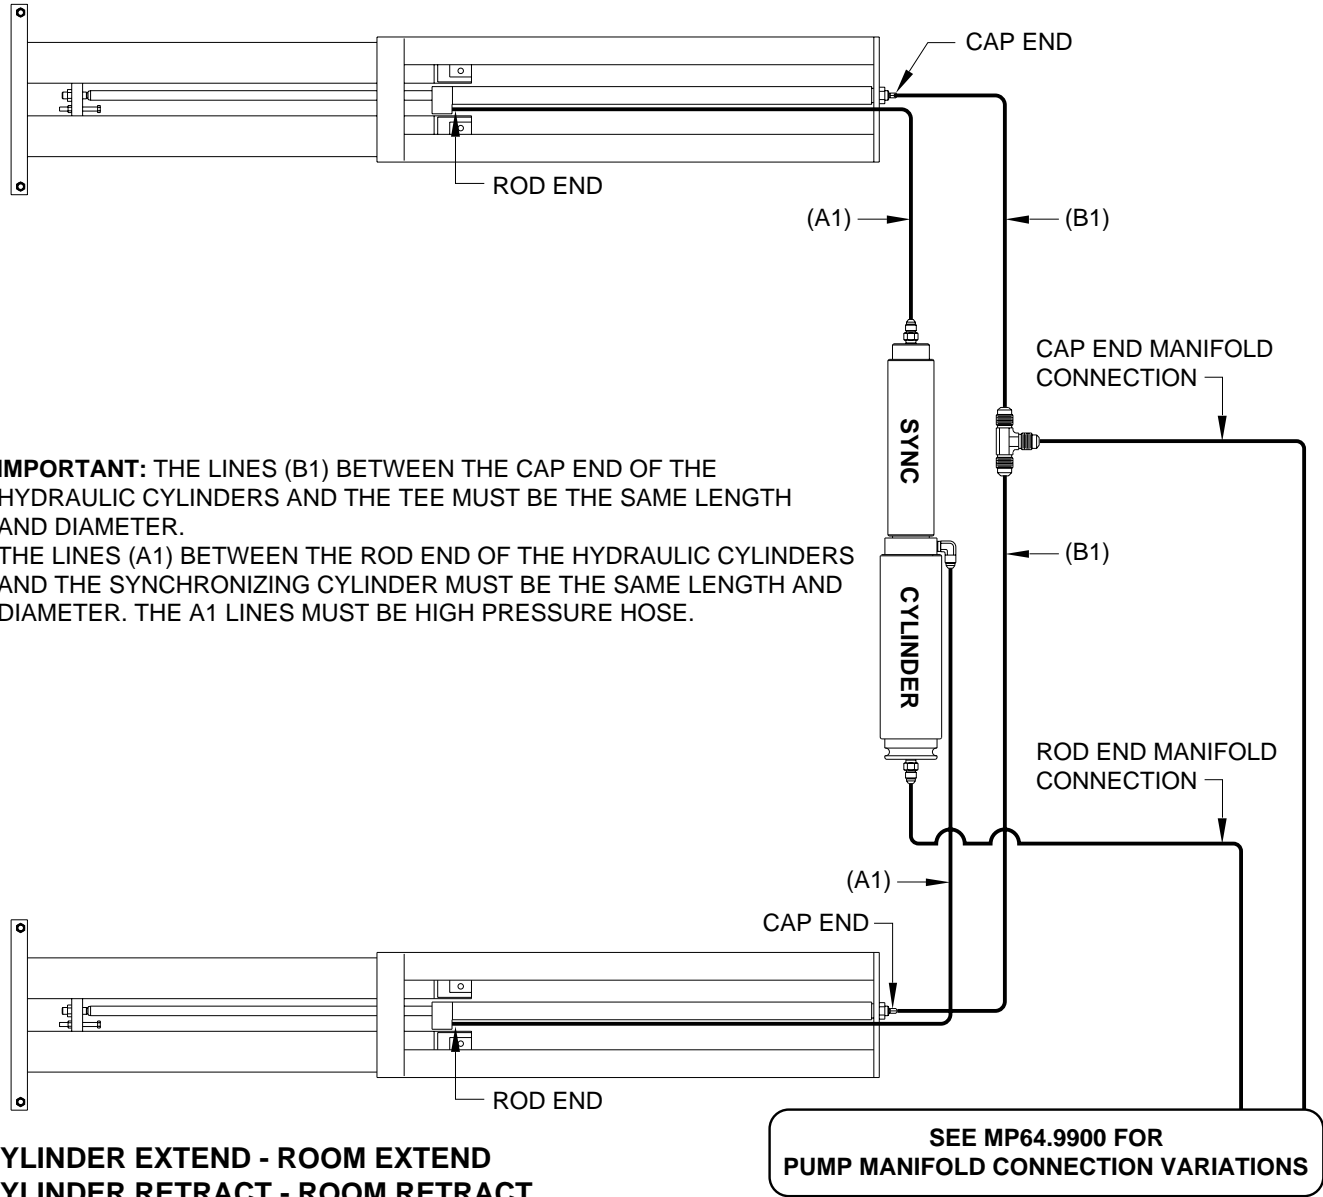 CAP END
ROD END
(A1)
(B1)
CAP END MANIFOLD
CONNECTION
SYNC
CYLINDER
IMPORTANT: THE LINES (B1) BETWEEN THE CAP END OF THE
HYDRAULIC CYLINDERS AND THE TEE MUST BE THE SAME LENGTH
AND DIAMETER.
THE LINES (A1) BETWEEN THE ROD END OF THE HYDRAULIC CYLINDERS
AND THE SYNCHRONIZING CYLINDER MUST BE THE SAME LENGTH AND
DIAMETER. THE A1 LINES MUST BE HIGH PRESSURE HOSE.
(B1)
ROD END MANIFOLD
CONNECTION
(A1)
CAP END
ROD END
YLINDER EXTEND - ROOM EXTEND
YLINDER RETRACT - ROOM RETRACT
SEE MP64.9900 FOR
PUMP MANIFOLD CONNECTION VARIATIONS